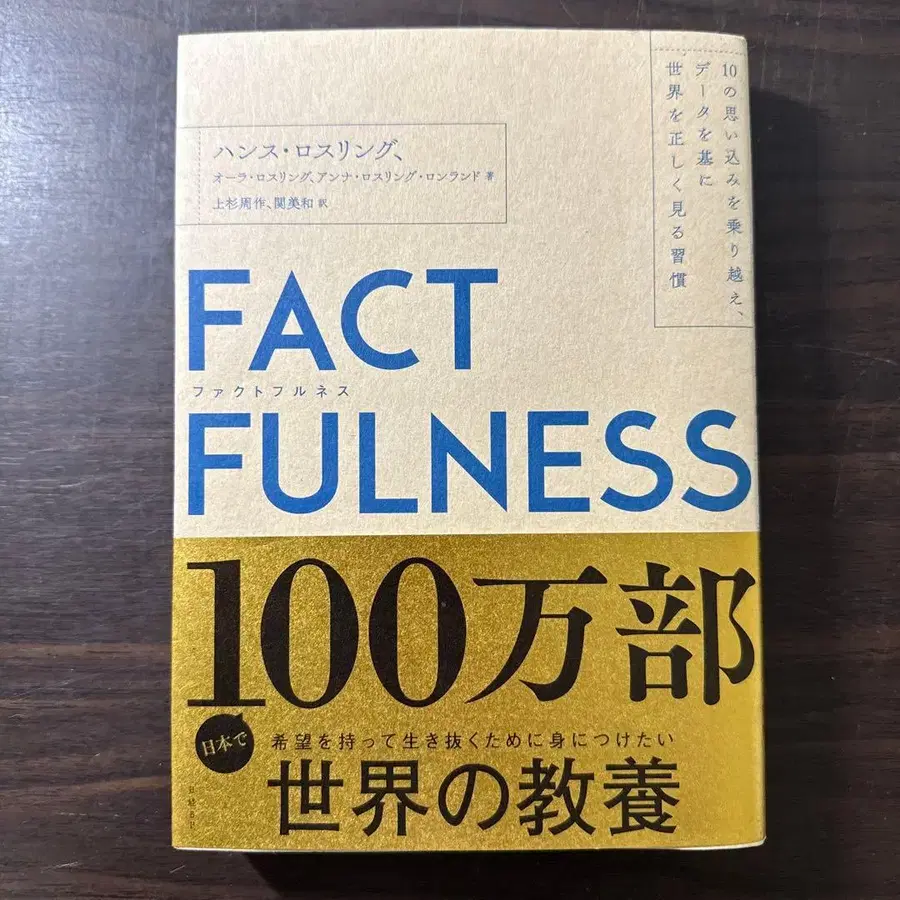 10の思い込みを乗り越え、
データを基に
世界を正しく見る習慣
ハンス・ロスリング、
オーラ・ロスリング、アンナ・ロスリング・ロンランド 著
上杉周作、関美和 訳
FACT
ファクトフルネス
FULNESS
100万部
日本で
希望を持って生き抜くために身につけたい
世界の教養
日経BP